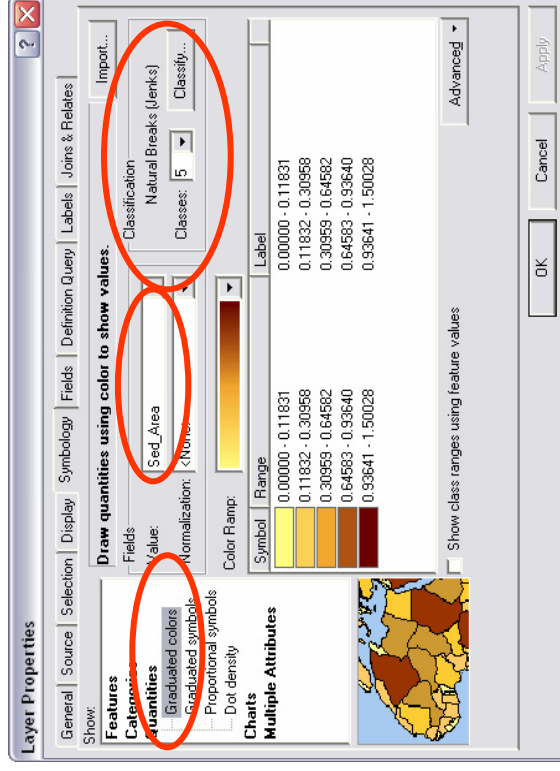 Layer Properties
General Source Selection Display Symbology Fields Definition Query Labels Joins & Relates
Show:
Features
Categories
Quantities
Graduated colors
Graduated symbols
Proportional symbols
Dot density
Charts
Multiple Attributes
Draw quantities using color to show values.
Import...
Fields
Value: Sed_Area
Normalization: <None>
Classification
Natural Breaks (Jenks)
Classes: 5 Classify...
Color Ramp:
Symbol Range Label
0.00000 - 0.11831 0.00000 - 0.11831
0.11832 - 0.30958 0.11832 - 0.30958
0.30959 - 0.64582 0.30959 - 0.64582
0.64583 - 0.93640 0.64583 - 0.93640
0.93641 - 1.50028 0.93641 - 1.50028
Show class ranges using feature values
Advanced
OK Cancel Apply